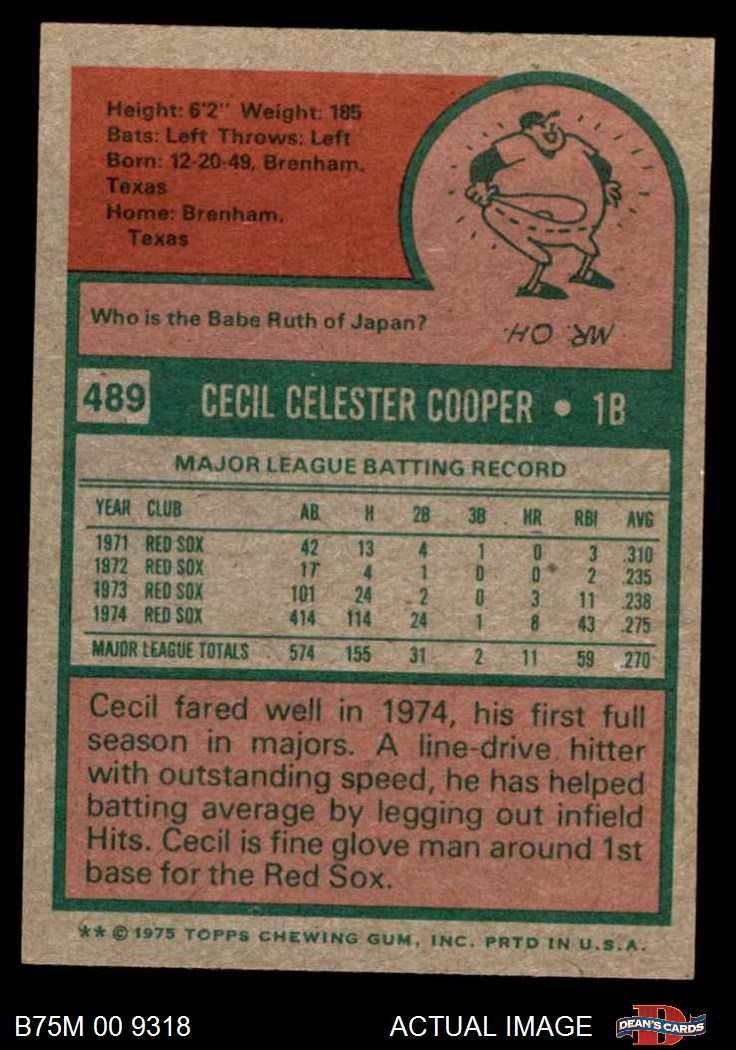 Height: 6'2" Weight: 185
Bats: Left Throws: Left
Born: 12-20-49, Brenham,
Texas
Home: Brenham,
Texas
Who is the Babe Ruth of Japan?
MR. OH.
489 CECIL CELESTER COOPER • 1B
MAJOR LEAGUE BATTING RECORD
YEAR CLUB AB H 2B 3B HR RBI AVG
1971 RED SOX 42 13 4 1 0 3 .310
1972 RED SOX 17 4 1 0 0 2 .235
1973 RED SOX 101 24 2 0 3 11 .238
1974 RED SOX 414 114 24 1 8 43 .275
MAJOR LEAGUE TOTALS 574 155 31 2 11 59 .270
Cecil fared well in 1974, his first full
season in majors. A line-drive hitter
with outstanding speed, he has helped
batting average by legging out infield
Hits. Cecil is fine glove man around 1st
base for the Red Sox.
** © 1975 TOPPS CHEWING GUM, INC. PRTD IN U.S.A.
B75M 00 9318 ACTUAL IMAGE
DEAN'S CARDS